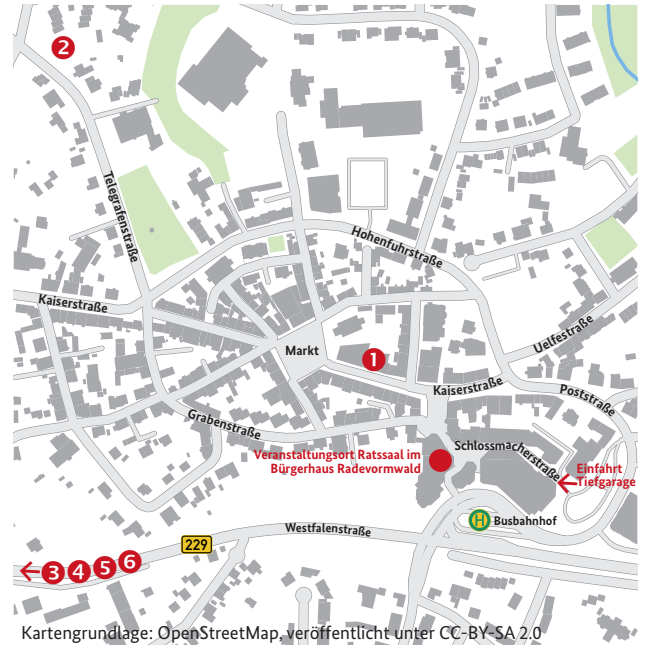 2
Telegrafenstraße
Hohenfuhrstraße
Kaiserstraße
Uelfestraße
Markt
1
Kaiserstraße
Poststraße
Grabenstraße
Schlossmacherstraße
Veranstaltungsort Ratssaal im
Bürgerhaus Radevormwald
Einfahrt
Tiefgarage
H
Busbahnhof
Westfalenstraße
229
3 4 5 6
Kartengrundlage: OpenStreetMap, veröffentlicht unter CC-BY-SA 2.0